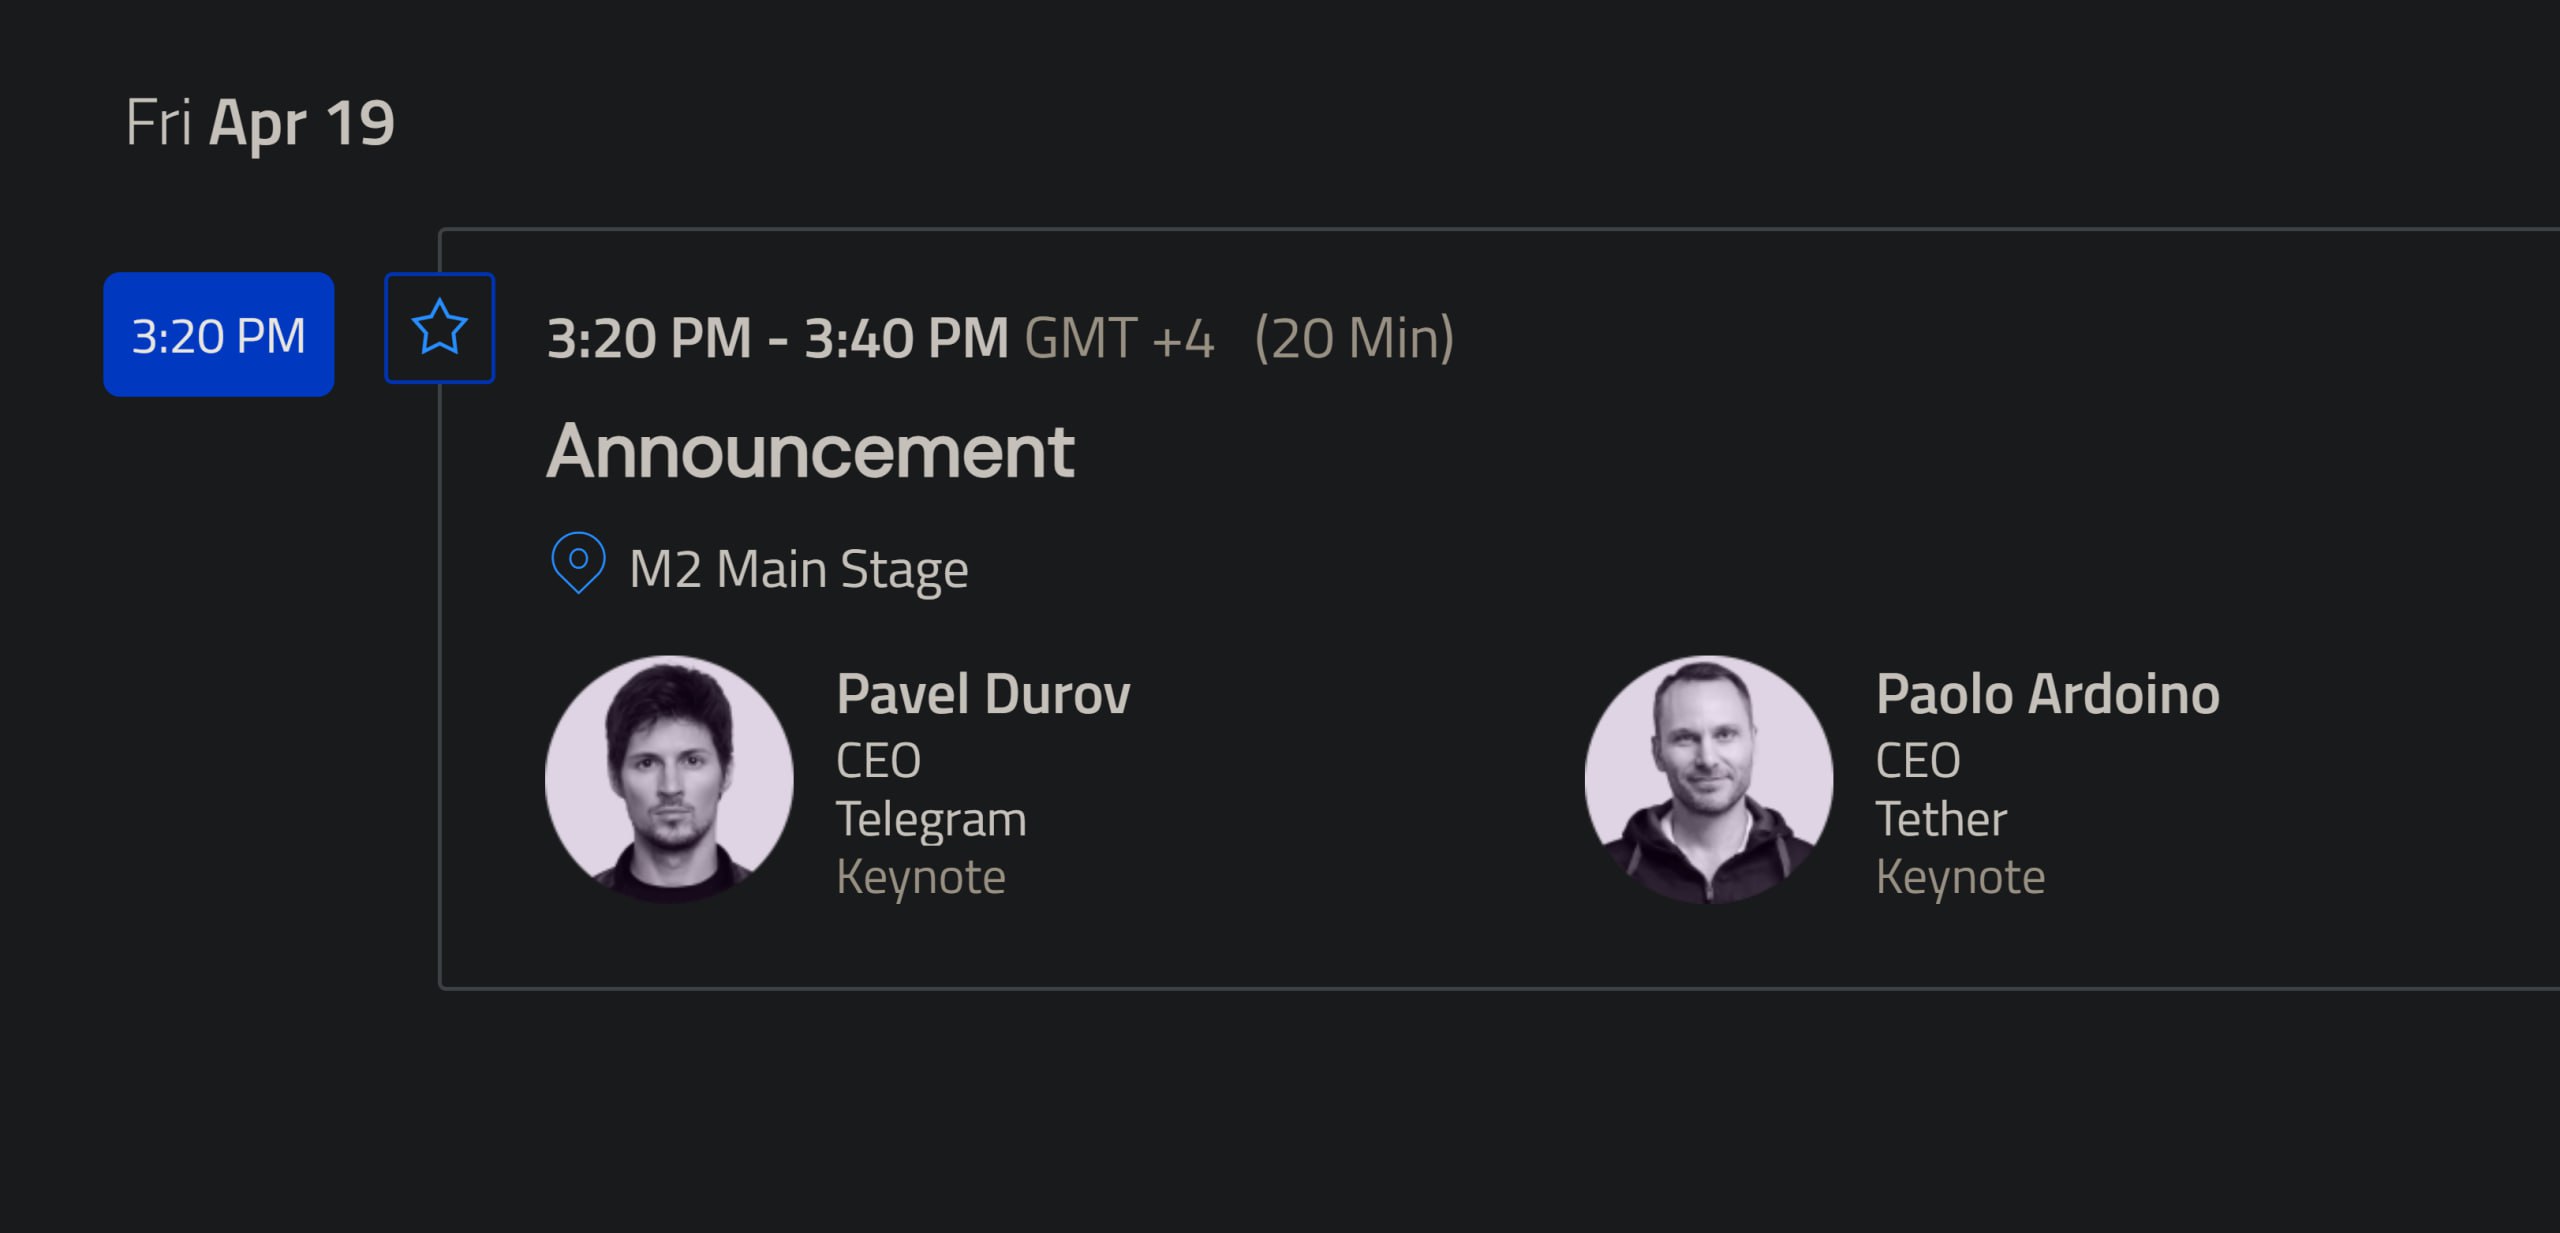 Fri Apr 19
3:20 PM
3:20 PM - 3:40 PM GMT +4 (20 Min)
Announcement
M2 Main Stage
Pavel Durov
CEO
Telegram
Keynote
Paolo Ardoino
CEO
Tether
Keynote